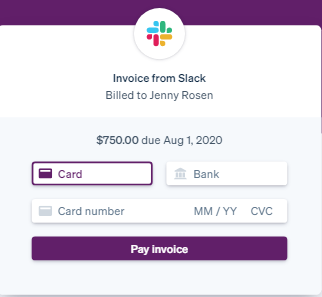 Invoice from Slack
Billed to Jenny Rosen
$750.00 due Aug 1, 2020
Card Bank
Card number MM / YY CVC
Pay invoice